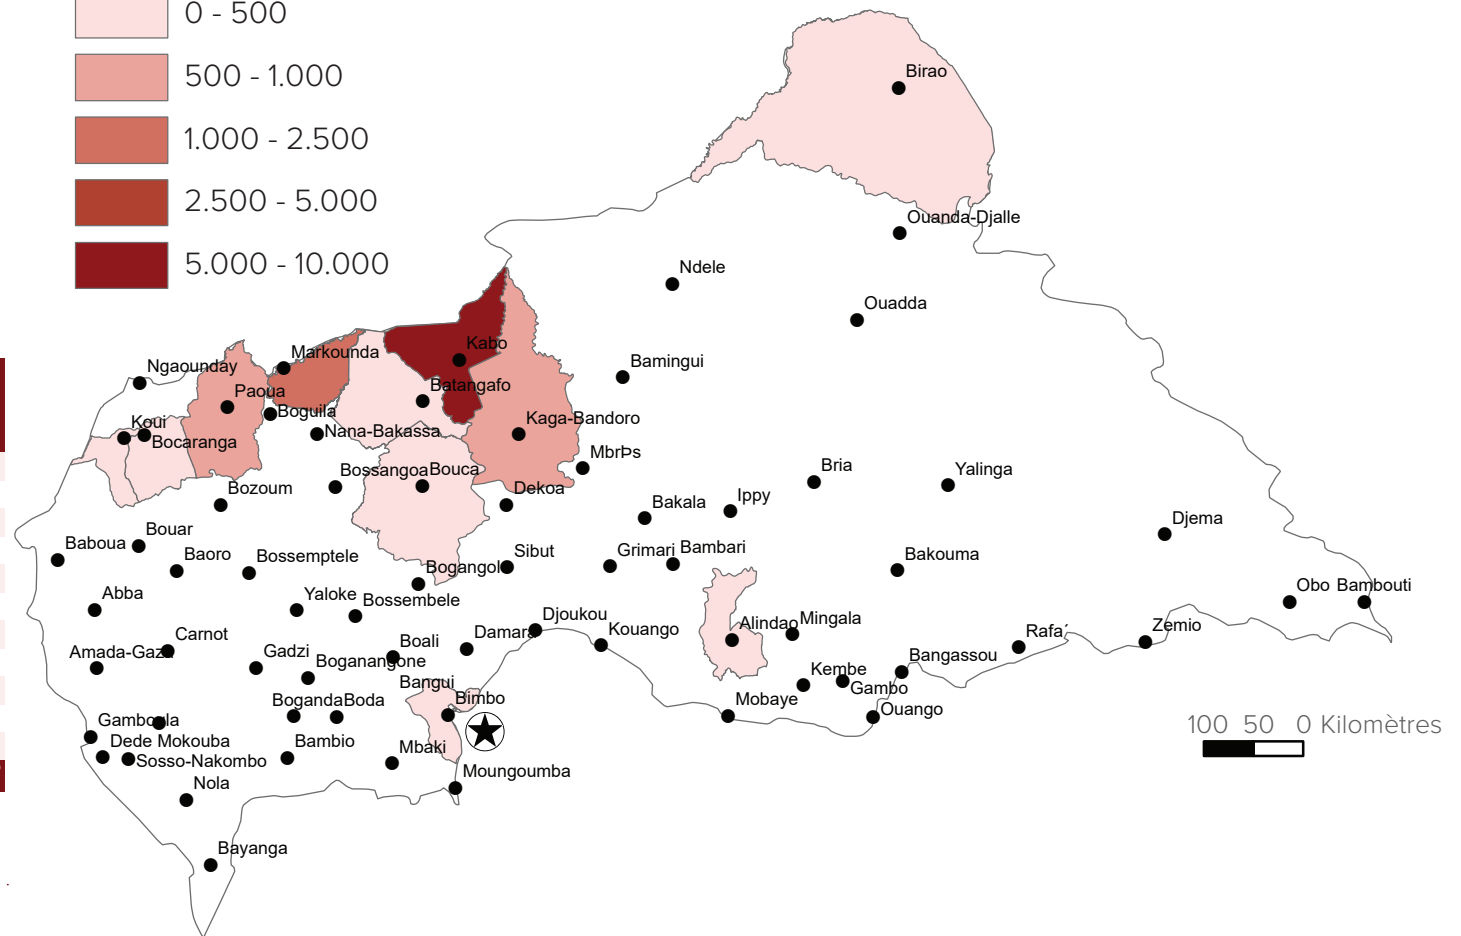 0 - 500
500 - 1.000
1.000 - 2.500
2.500 - 5.000
5.000 - 10.000
Birao
Ouanda-Djalle
Ndele
Ouadda
Kabo
Markounda
Bamingui
Ngaounday
Batangafo
Paoua
Boguila
Kaga-Bandoro
Koui
Nana-Bakassa
Bocaranga
MbrÞs
Bria
Yalinga
Bossangoa
Bouca
Bozoum
Dekoa
Ippy
Bakala
Djema
Bouar
Baboua
Baoro
Bossemptele
Sibut
Grimari
Bambari
Bakouma
Bogangol
Obo
Bambouti
Abba
Yaloke
Bossembele
Djoukou
Mingala
Alindao
Zemio
Carnot
Damara
Kouango
Rafa´
Boali
Amada-Gaza
Gadzi
Boganangone
Bangassou
Kembe
Bangui
Gambo
Boganda
Boda
Bimbo
Mobaye
Ouango
Gamboula
100 50 0 Kilomètres
Dede Mokouba
Bambio
Mbaki
Sosso-Nakombo
Moungoumba
Nola
Bayanga